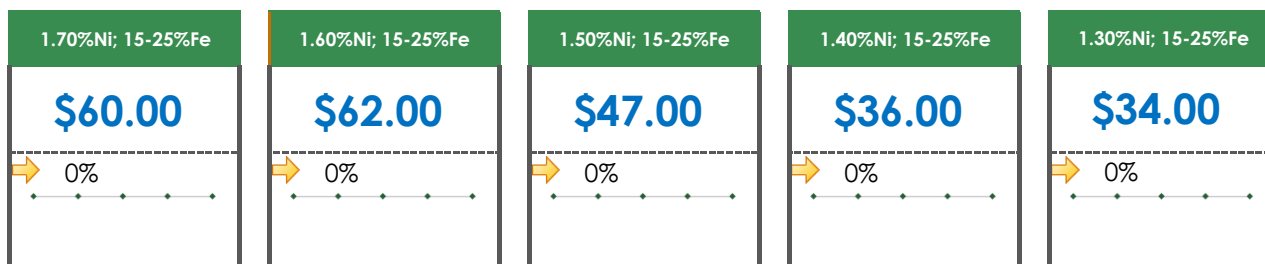 1.70%Ni; 15-25%Fe
$60.00
0%
1.60%Ni; 15-25%Fe
$62.00
0%
1.50%Ni; 15-25%Fe
$47.00
0%
1.40%Ni; 15-25%Fe
$36.00
0%
1.30%Ni; 15-25%Fe
$34.00
0%